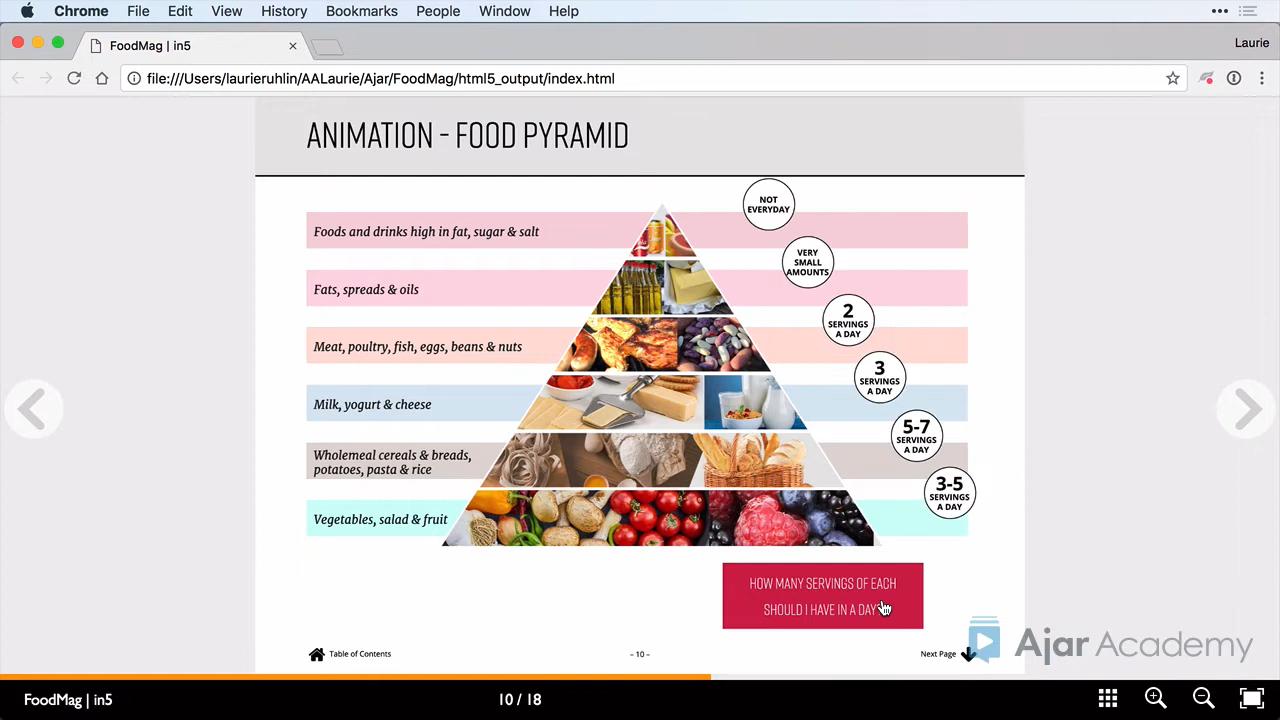 Chrome File Edit View History Bookmarks People Window Help
FoodMag | in5
Laurie
file:///Users/laurieruhlin/AALaurie/Ajar/FoodMag/html5_output/index.html
ANIMATION - FOOD PYRAMID
NOT
EVERYDAY
Foods and drinks high in fat, sugar & salt
VERY
SMALL
AMOUNTS
Fats, spreads & oils
2
SERVINGS
A DAY
Meat, poultry, fish, eggs, beans & nuts
3
SERVINGS
A DAY
Milk, yogurt & cheese
5-7
SERVINGS
A DAY
Wholemeal cereals & breads,
potatoes, pasta & rice
3-5
SERVINGS
A DAY
Vegetables, salad & fruit
HOW MANY SERVINGS OF EACH
SHOULD I HAVE IN A DAY
Table of Contents
– 10 –
Next Page
Ajar Academy
FoodMag | in5
10 / 18